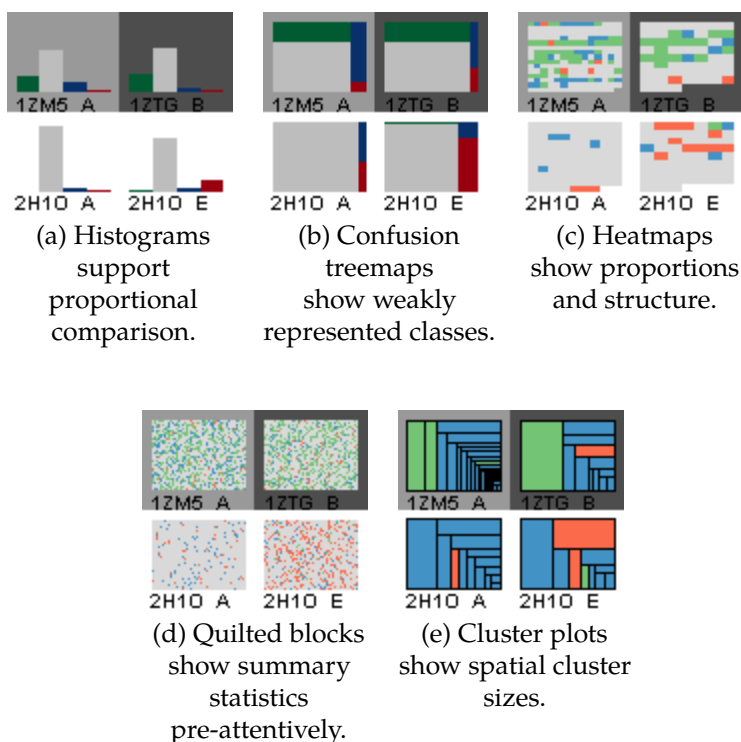 1ZM5 A 1ZTG B
2H1O A 2H1O E
(a) Histograms
support
proportional
comparison.
1ZM5 A 1ZTG B
2H1O A 2H1O E
(b) Confusion
treemaps
show weakly
represented classes.
1ZM5 A 1ZTG B
2H1O A 2H1O E
(c) Heatmaps
show proportions
and structure.
1ZM5 A 1ZTG B
2H1O A 2H1O E
(d) Quilted blocks
show summary
statistics
pre-attentively.
1ZM5 A 1ZTG B
2H1O A 2H1O E
(e) Cluster plots
show spatial cluster
sizes.